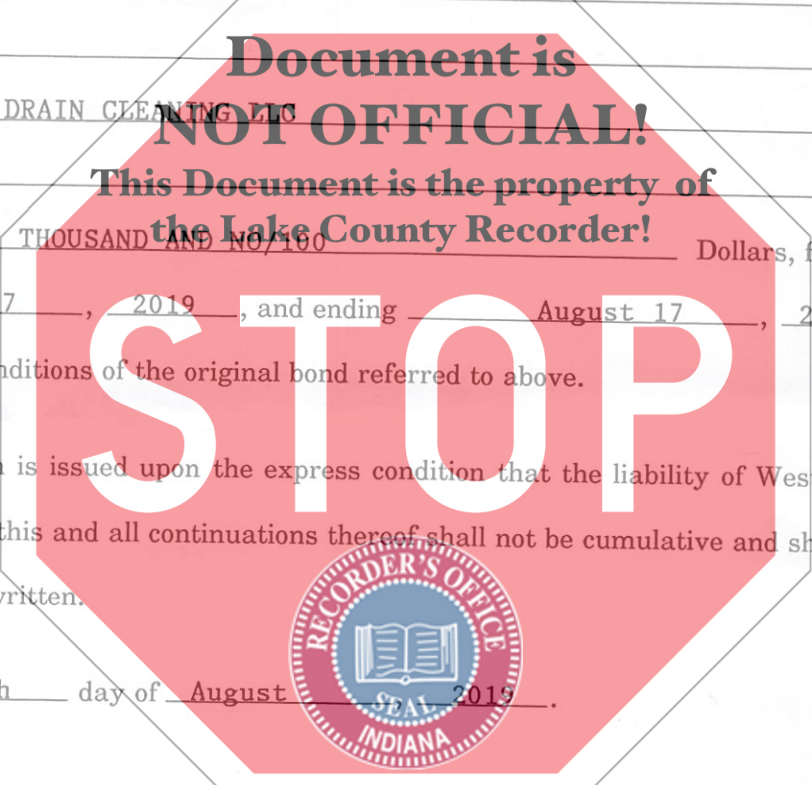 Document is
DRAIN CLEANING LLC
NOT OFFICIAL!
This Document is the property of
the Lake County Recorder!
THOUSAND AND NO/100 Dollars, f
7 , 2019 , and ending August 17 , 2
STOP
nditions of the original bond referred to above.
n is issued upon the express condition that the liability of Wes
this and all continuations thereof shall not be cumulative and sh
written.
RECORDER'S OFFICE
SEAL
INDIANA
h day of August , 2019 .